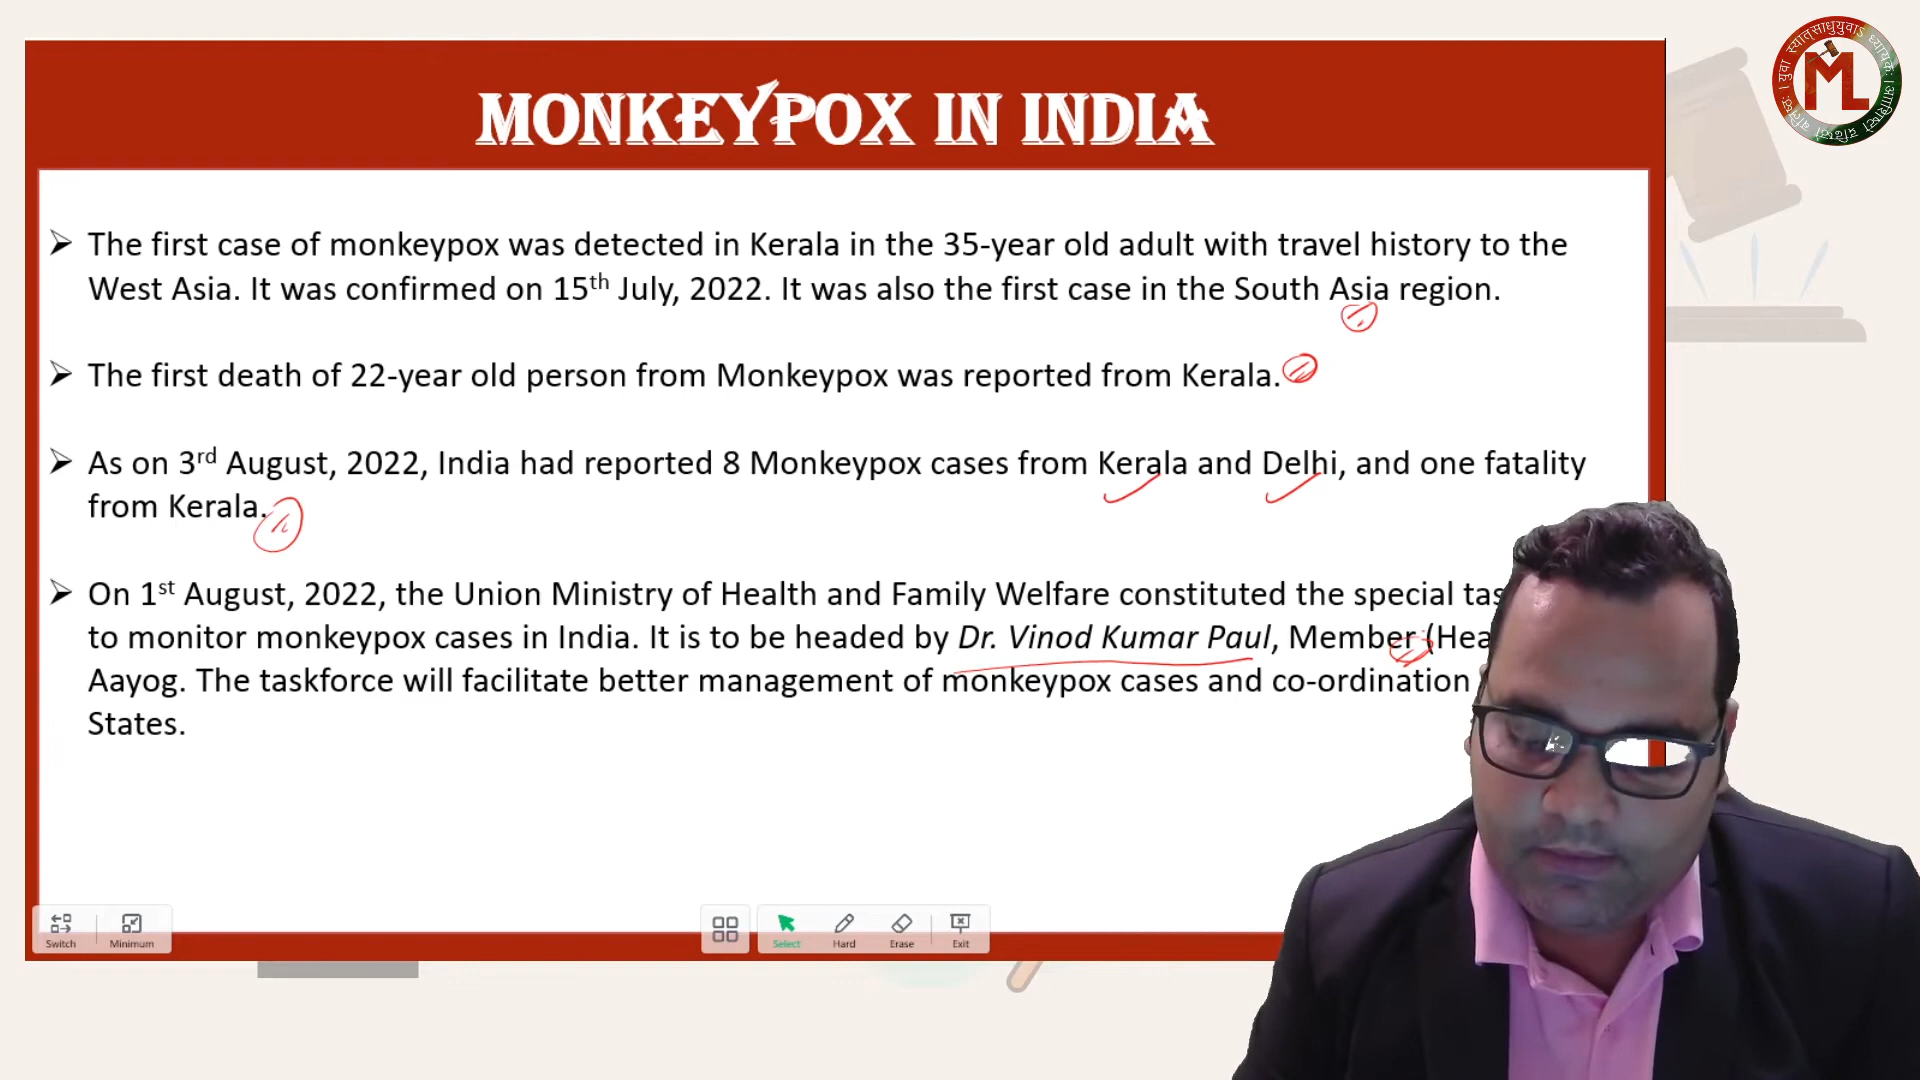 MONKEYPOX IN INDIA
ML
➢ The first case of monkeypox was detected in Kerala in the 35-year old adult with travel history to the
West Asia. It was confirmed on 15th July, 2022. It was also the first case in the South Asia region.
➢ The first death of 22-year old person from Monkeypox was reported from Kerala.
➢ As on 3rd August, 2022, India had reported 8 Monkeypox cases from Kerala and Delhi, and one fatality
from Kerala.
➢ On 1st August, 2022, the Union Ministry of Health and Family Welfare constituted the special
to monitor monkeypox cases in India. It is to be headed by Dr. Vinod Kumar Paul, Member
Aayog. The taskforce will facilitate better management of monkeypox cases and co-ordination
States.
Switch
Minimum
Select
Hard
Erase
Exit